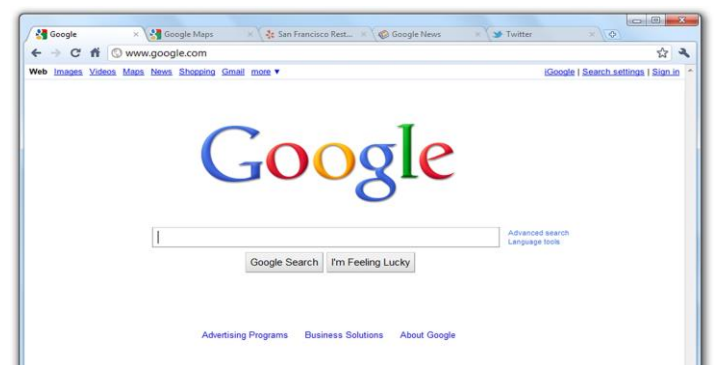 Google Google Maps San Francisco Rest... Google News Twitter
www.google.com
Web Images Videos Maps News Shopping Gmail more ▼ iGoogle | Search settings | Sign in
Google
Advanced search
Language tools
Google Search I'm Feeling Lucky
Advertising Programs Business Solutions About Google